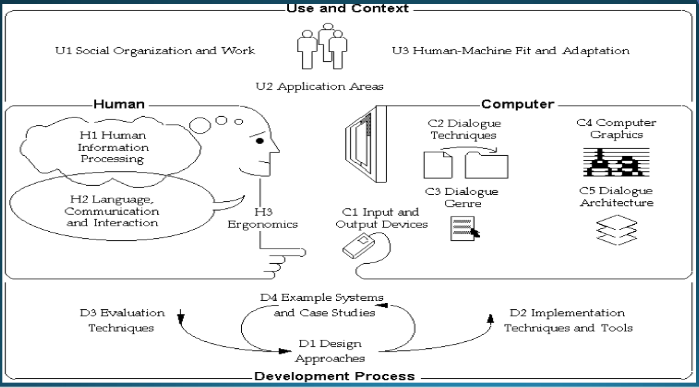 Use and Context
U1 Social Organization and Work
U3 Human-Machine Fit and Adaptation
U2 Application Areas
Human
Computer
H1 Human
Information
Processing
C2 Dialogue
Techniques
C4 Computer
Graphics
Aa
H2 Language,
Communication
and Interaction
H3
Ergonomics
C1 Input and
Output Devices
C3 Dialogue
Genre
C5 Dialogue
Architecture
D3 Evaluation
Techniques
D4 Example Systems
and Case Studies
D2 Implementation
Techniques and Tools
D1 Design
Approaches
Development Process